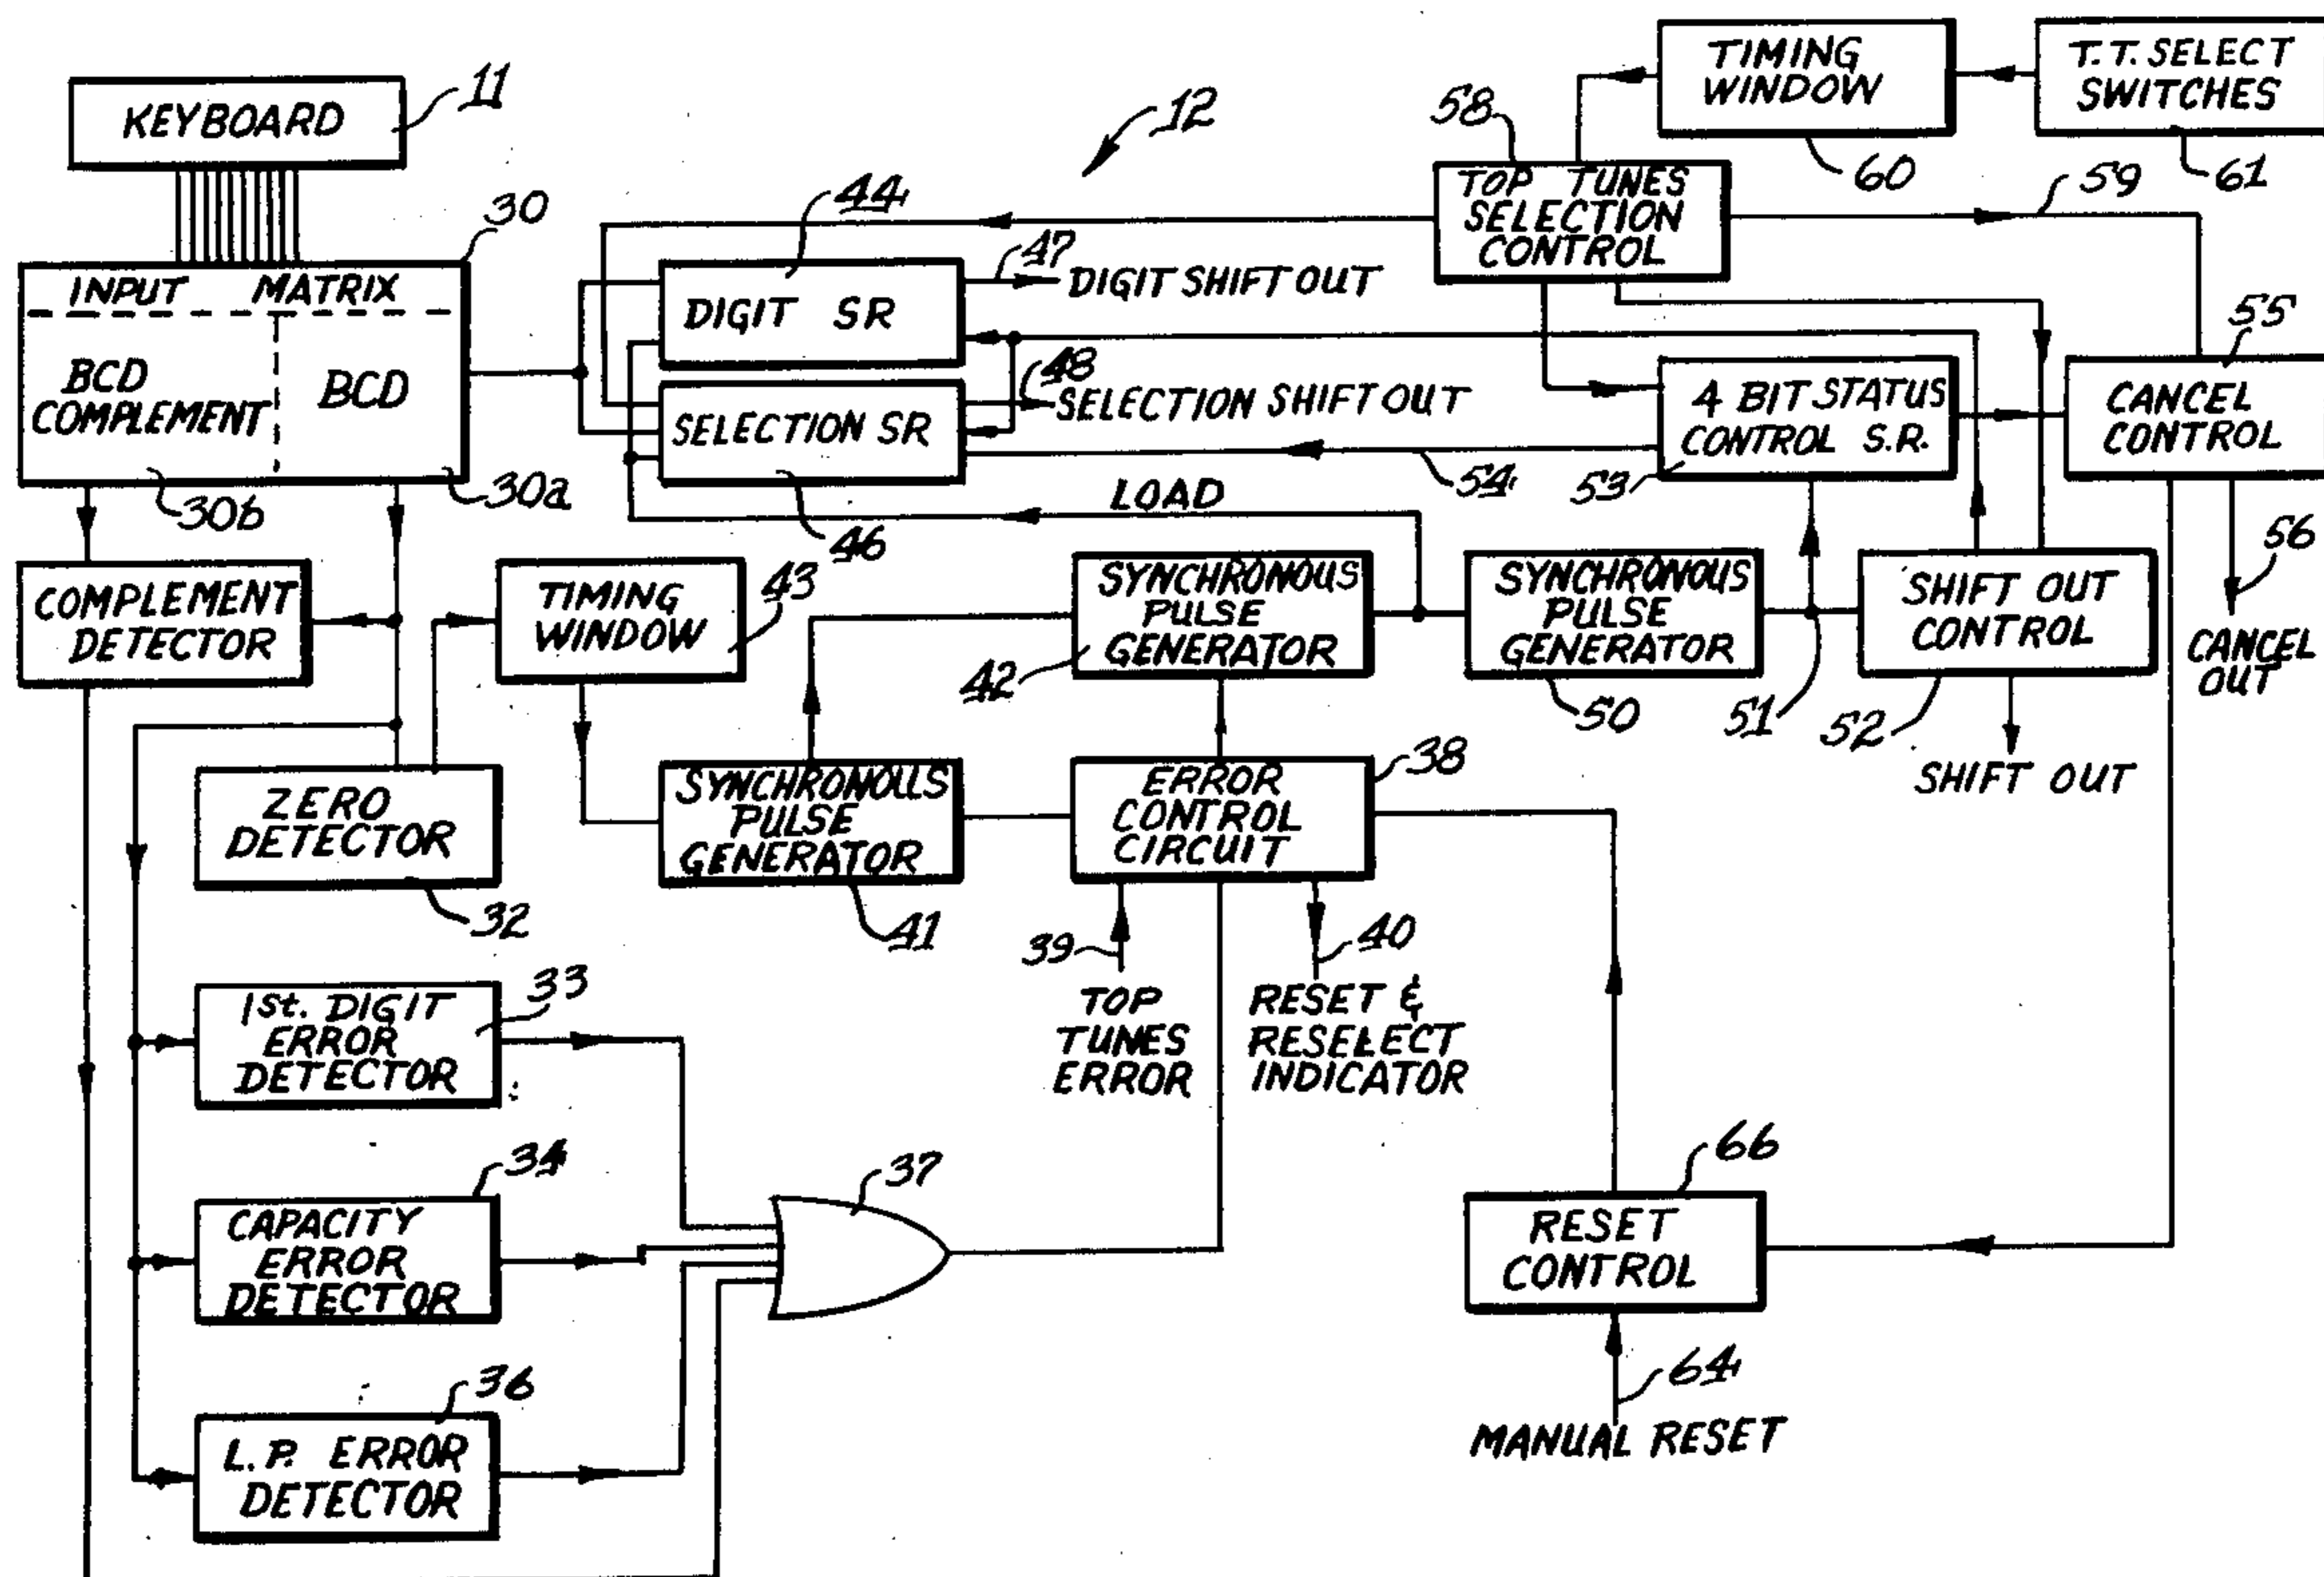 KEYBOARD
11
12
TIMING
WINDOW
60
T.T. SELECT
SWITCHES
61
58
TOP TUNES
SELECTION
CONTROL
59
30
INPUT MATRIX
BCD
COMPLEMENT
BCD
30b
30a
44
DIGIT SR
47
DIGIT SHIFT OUT
48
SELECTION SHIFT OUT
SELECTION SR
46
54
LOAD
4 BIT STATUS
CONTROL S.R.
53
55
CANCEL
CONTROL
56
CANCEL
OUT
COMPLEMENT
DETECTOR
TIMING
WINDOW
43
SYNCHRONOUS
PULSE
GENERATOR
42
SYNCHRONOUS
PULSE
GENERATOR
50
51
SHIFT OUT
CONTROL
52
SHIFT OUT
ZERO
DETECTOR
32
SYNCHRONOUS
PULSE
GENERATOR
41
ERROR
CONTROL
CIRCUIT
38
39
TOP
TUNES
ERROR
40
RESET &
RESELECT
INDICATOR
1st. DIGIT
ERROR
DETECTOR
33
CAPACITY
ERROR
DETECTOR
34
37
66
RESET
CONTROL
64
MANUAL RESET
L.P. ERROR
DETECTOR
36